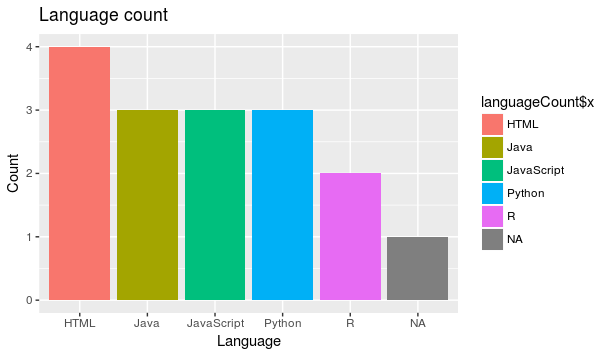 Language count
Count
4
3
2
1
0
HTML Java JavaScript Python R NA
Language
languageCount$x
HTML
Java
JavaScript
Python
R
NA